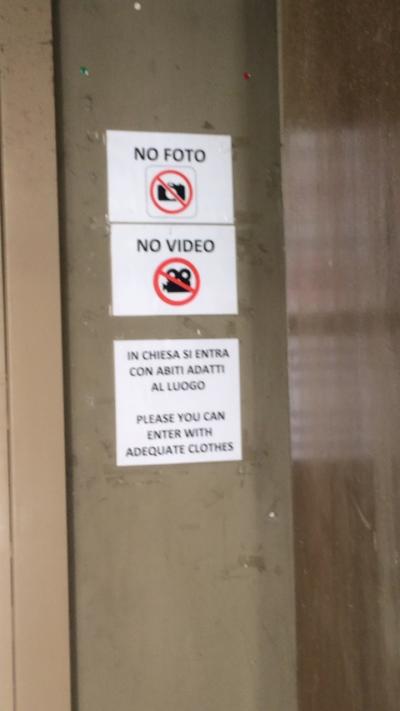 NO FOTO
NO VIDEO
IN CHIESA SI ENTRA
CON ABITI ADATTI
AL LUOGO
PLEASE YOU CAN
ENTER WITH
ADEQUATE CLOTHES